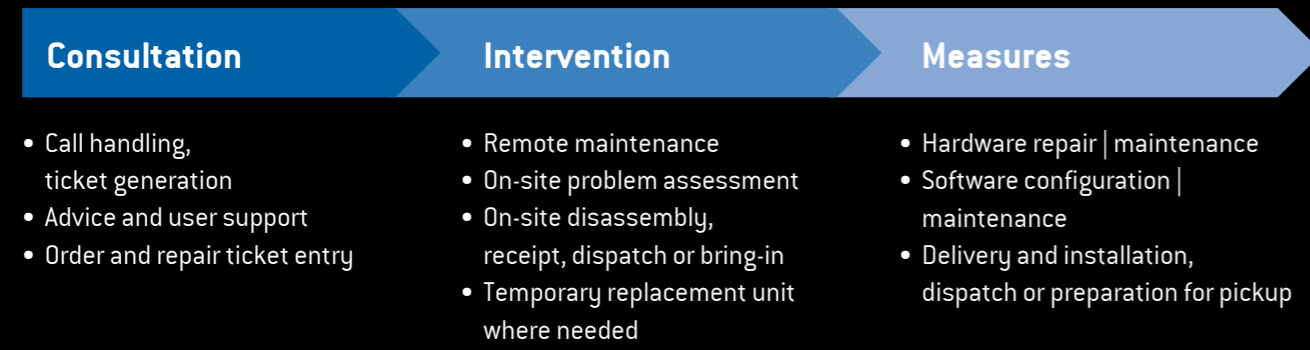 Consultation
• Call handling,
ticket generation
• Advice and user support
• Order and repair ticket entry
Intervention
• Remote maintenance
• On-site problem assessment
• On-site disassembly,
receipt, dispatch or bring-in
• Temporary replacement unit
where needed
Measures
• Hardware repair | maintenance
• Software configuration |
maintenance
• Delivery and installation,
dispatch or preparation for pickup